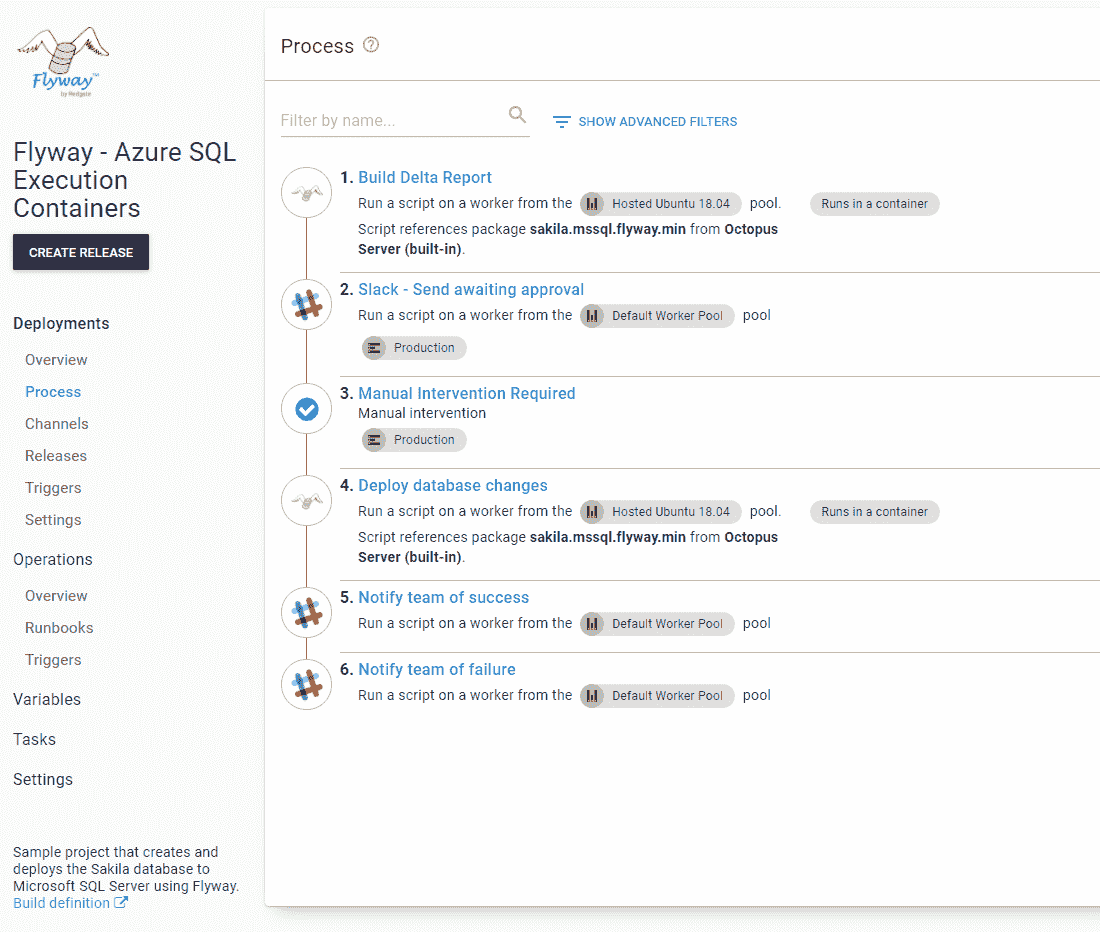 Flyway™
by Redgate
Flyway - Azure SQL
Execution
Containers
CREATE RELEASE
Deployments
Overview
Process
Channels
Releases
Triggers
Settings
Operations
Overview
Runbooks
Triggers
Variables
Tasks
Settings
Sample project that creates and
deploys the Sakila database to
Microsoft SQL Server using Flyway.
Build definition
Process
Filter by name...
SHOW ADVANCED FILTERS
1. Build Delta Report
Run a script on a worker from the Hosted Ubuntu 18.04 pool. Runs in a container
Script references package sakila.mssql.flyway.min from Octopus
Server (built-in).
2. Slack - Send awaiting approval
Run a script on a worker from the Default Worker Pool pool
Production
3. Manual Intervention Required
Manual intervention
Production
4. Deploy database changes
Run a script on a worker from the Hosted Ubuntu 18.04 pool. Runs in a container
Script references package sakila.mssql.flyway.min from Octopus
Server (built-in).
5. Notify team of success
Run a script on a worker from the Default Worker Pool pool
6. Notify team of failure
Run a script on a worker from the Default Worker Pool pool